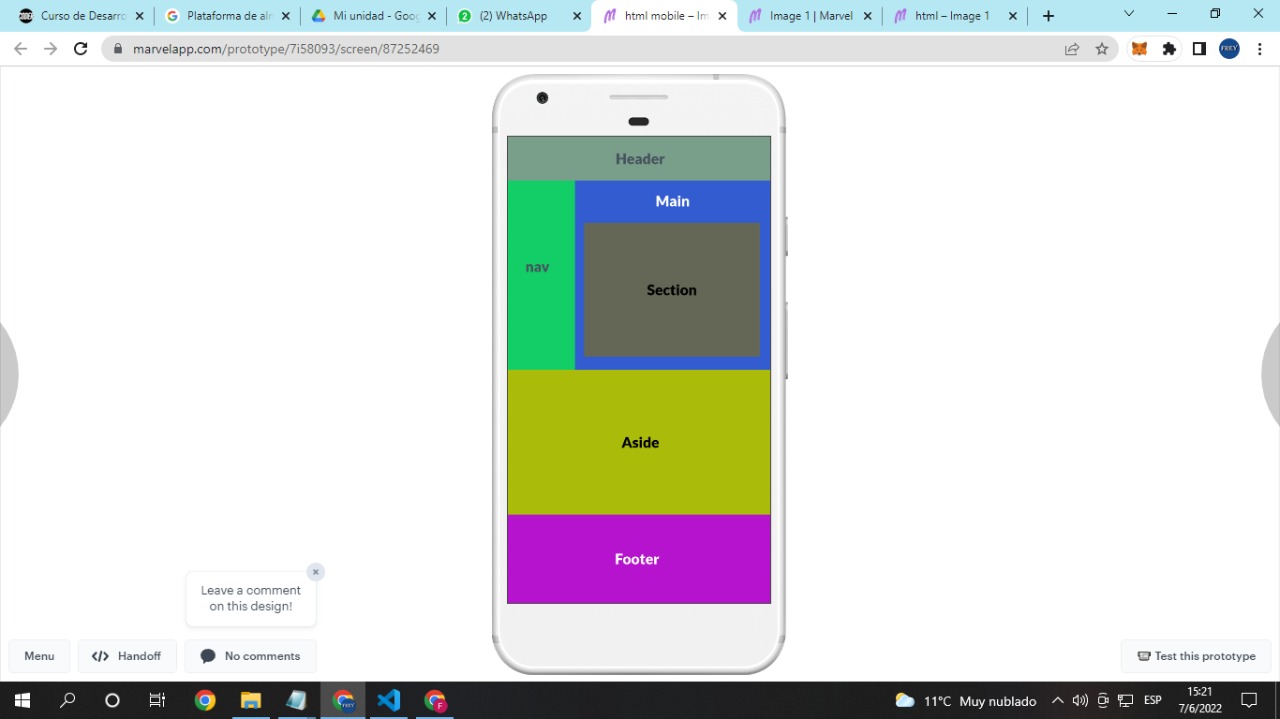 Curso de Desarro
Plataforma de alr
Mi unidad - Goog
(2) WhatsApp
html mobile – Im
Image 1 | Marvel
html – Image 1
marvelapp.com/prototype/7i58093/screen/87252469
FREY
Header
Main
nav
Section
Aside
Footer
Leave a comment
on this design!
Menu
Handoff
No comments
Test this prototype
11°C Muy nublado
ESP
15:21
7/6/2022